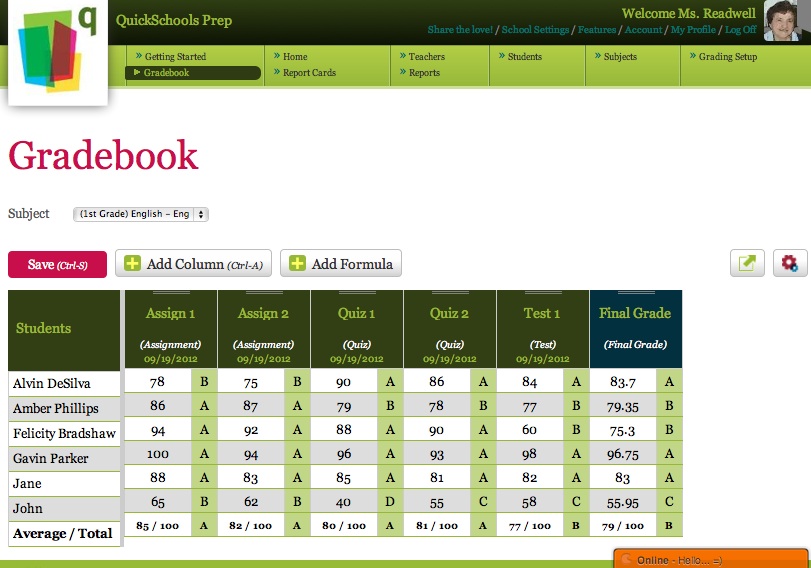 q
QuickSchools Prep
Welcome Ms. Readwell
Share the love! / School Settings / Features / Account / My Profile / Log Off
» Getting Started » Home » Teachers » Students » Subjects » Grading Setup
Gradebook » Report Cards » Reports
Gradebook
Subject (1st Grade) English - Eng
Save (Ctrl-S) Add Column (Ctrl-A) Add Formula
Students Assign 1 Assign 2 Quiz 1 Quiz 2 Test 1 Final Grade
(Assignment) (Assignment) (Quiz) (Quiz) (Test) (Final Grade)
09/19/2012 09/19/2012 09/19/2012 09/19/2012 09/19/2012
Alvin DeSilva 78 B 75 B 90 A 86 A 84 A 83.7 A
Amber Phillips 86 A 87 A 79 B 78 B 77 B 79.35 B
Felicity Bradshaw 94 A 92 A 88 A 90 A 60 B 75.3 B
Gavin Parker 100 A 94 A 96 A 93 A 98 A 96.75 A
Jane 88 A 83 A 85 A 81 A 82 A 83 A
John 65 B 62 B 40 D 55 C 58 C 55.95 C
Average / Total 85 / 100 A 82 / 100 A 80 / 100 A 81 / 100 A 77 / 100 B 79 / 100 B
Online - Hello... =)